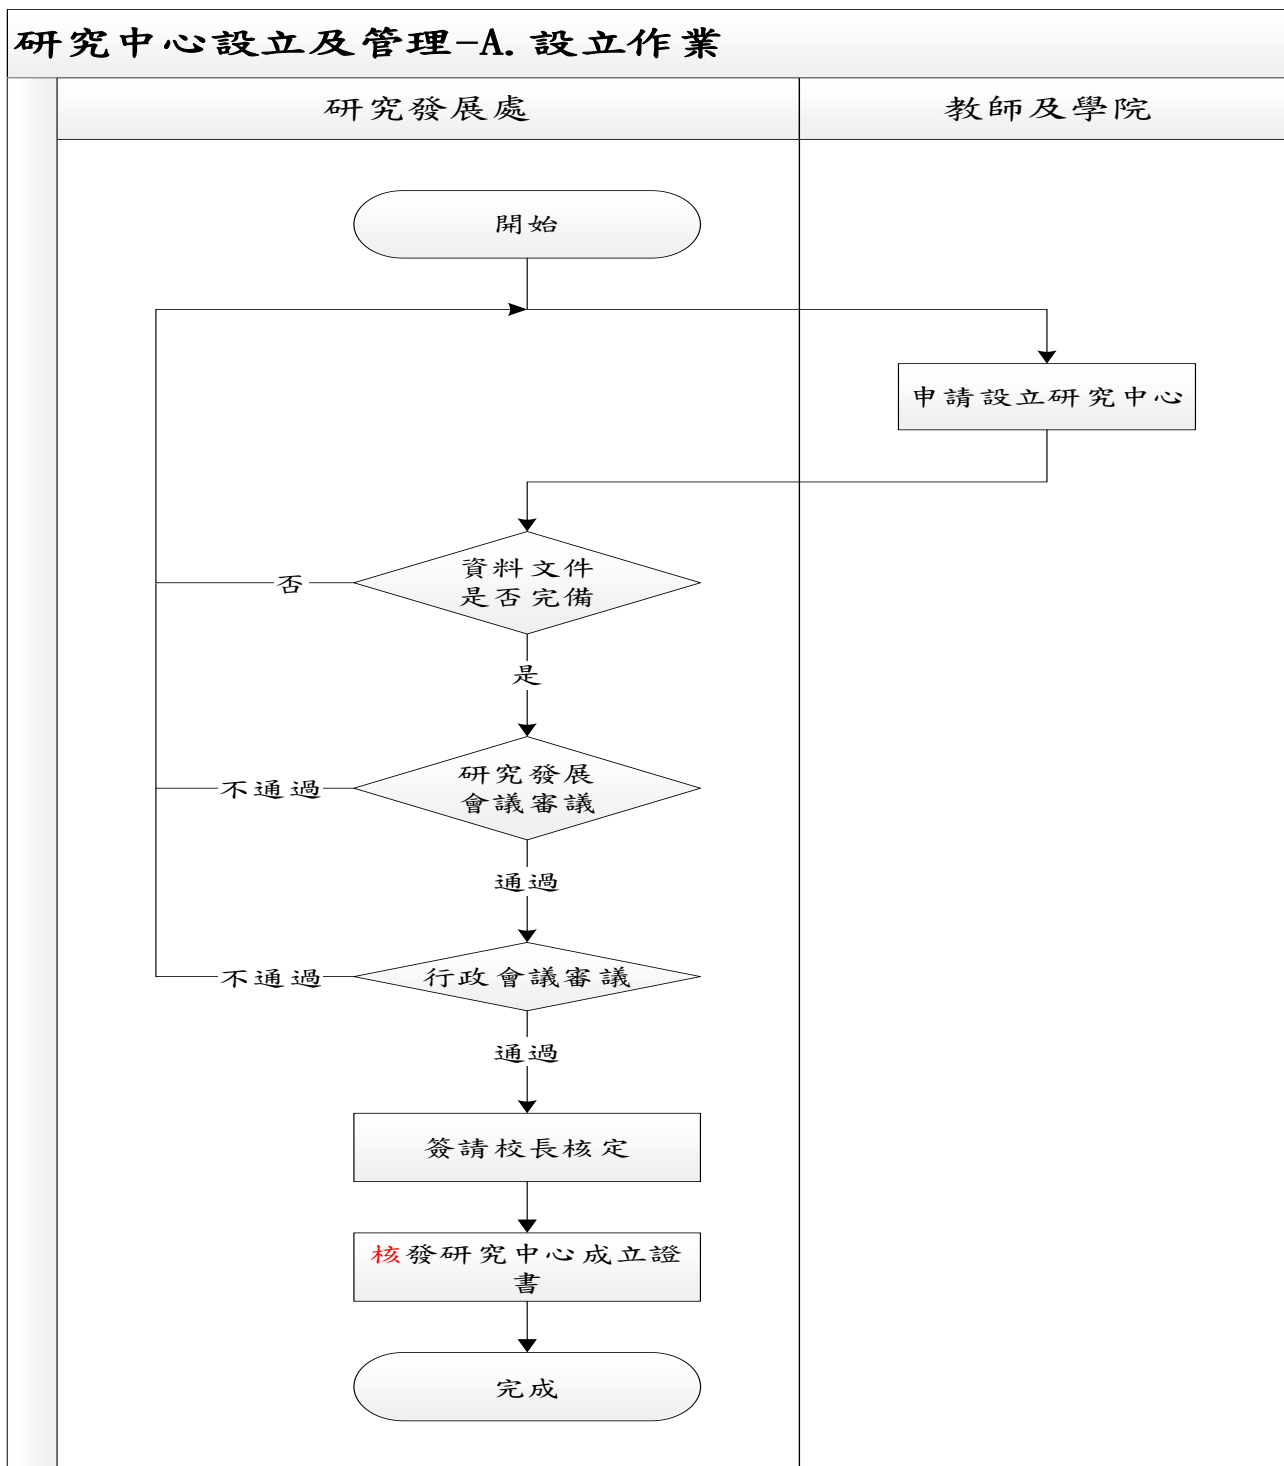 研究中心設立及管理-A.設立作業
研究發展處
教師及學院
開始
申請設立研究中心
資料文件
是否完備
否
是
研究發展
會議審議
不通過
通過
行政會議審議
不通過
通過
簽請校長核定
核發研究中心成立證
書
完成